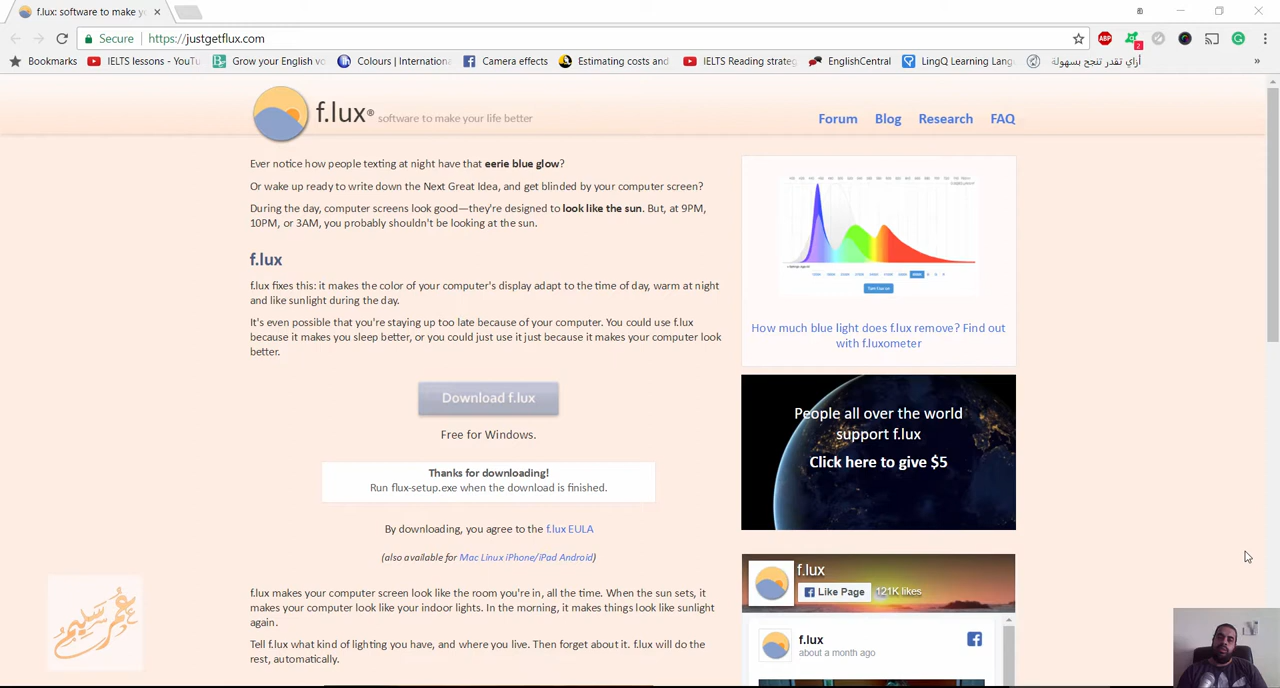 f.lux: software to make y
Secure
https://justgetflux.com
ABP
2
Bookmarks
IELTS lessons - YouTu
Grow your English vo
Colours | Internationa
Camera effects
Estimating costs and
IELTS Reading strateg
EnglishCentral
LingQ Learning Langu
أزاي تقدر تنجح بسهولة
»
f.lux® software to make your life better
Forum
Blog
Research
FAQ
Ever notice how people texting at night have that eerie blue glow?
Or wake up ready to write down the Next Great Idea, and get blinded by your computer screen?
During the day, computer screens look good—they're designed to look like the sun. But, at 9PM,
10PM, or 3AM, you probably shouldn't be looking at the sun.
f.lux
f.lux fixes this: it makes the color of your computer's display adapt to the time of day, warm at night
and like sunlight during the day.
It's even possible that you're staying up too late because of your computer. You could use f.lux
because it makes you sleep better, or you could just use it just because it makes your computer look
better.
Download f.lux
Free for Windows.
Thanks for downloading!
Run flux-setup.exe when the download is finished.
By downloading, you agree to the f.lux EULA
(also available for Mac Linux iPhone/iPad Android)
f.lux makes your computer screen look like the room you're in, all the time. When the sun sets, it
makes your computer look like your indoor lights. In the morning, it makes things look like sunlight
again.
Tell f.lux what kind of lighting you have, and where you live. Then forget about it. f.lux will do the
rest, automatically.
How much blue light does f.lux remove? Find out
with f.luxometer
People all over the world
support f.lux
Click here to give $5
f.lux
Like Page
121K likes
f.lux
about a month ago
عمر سليم